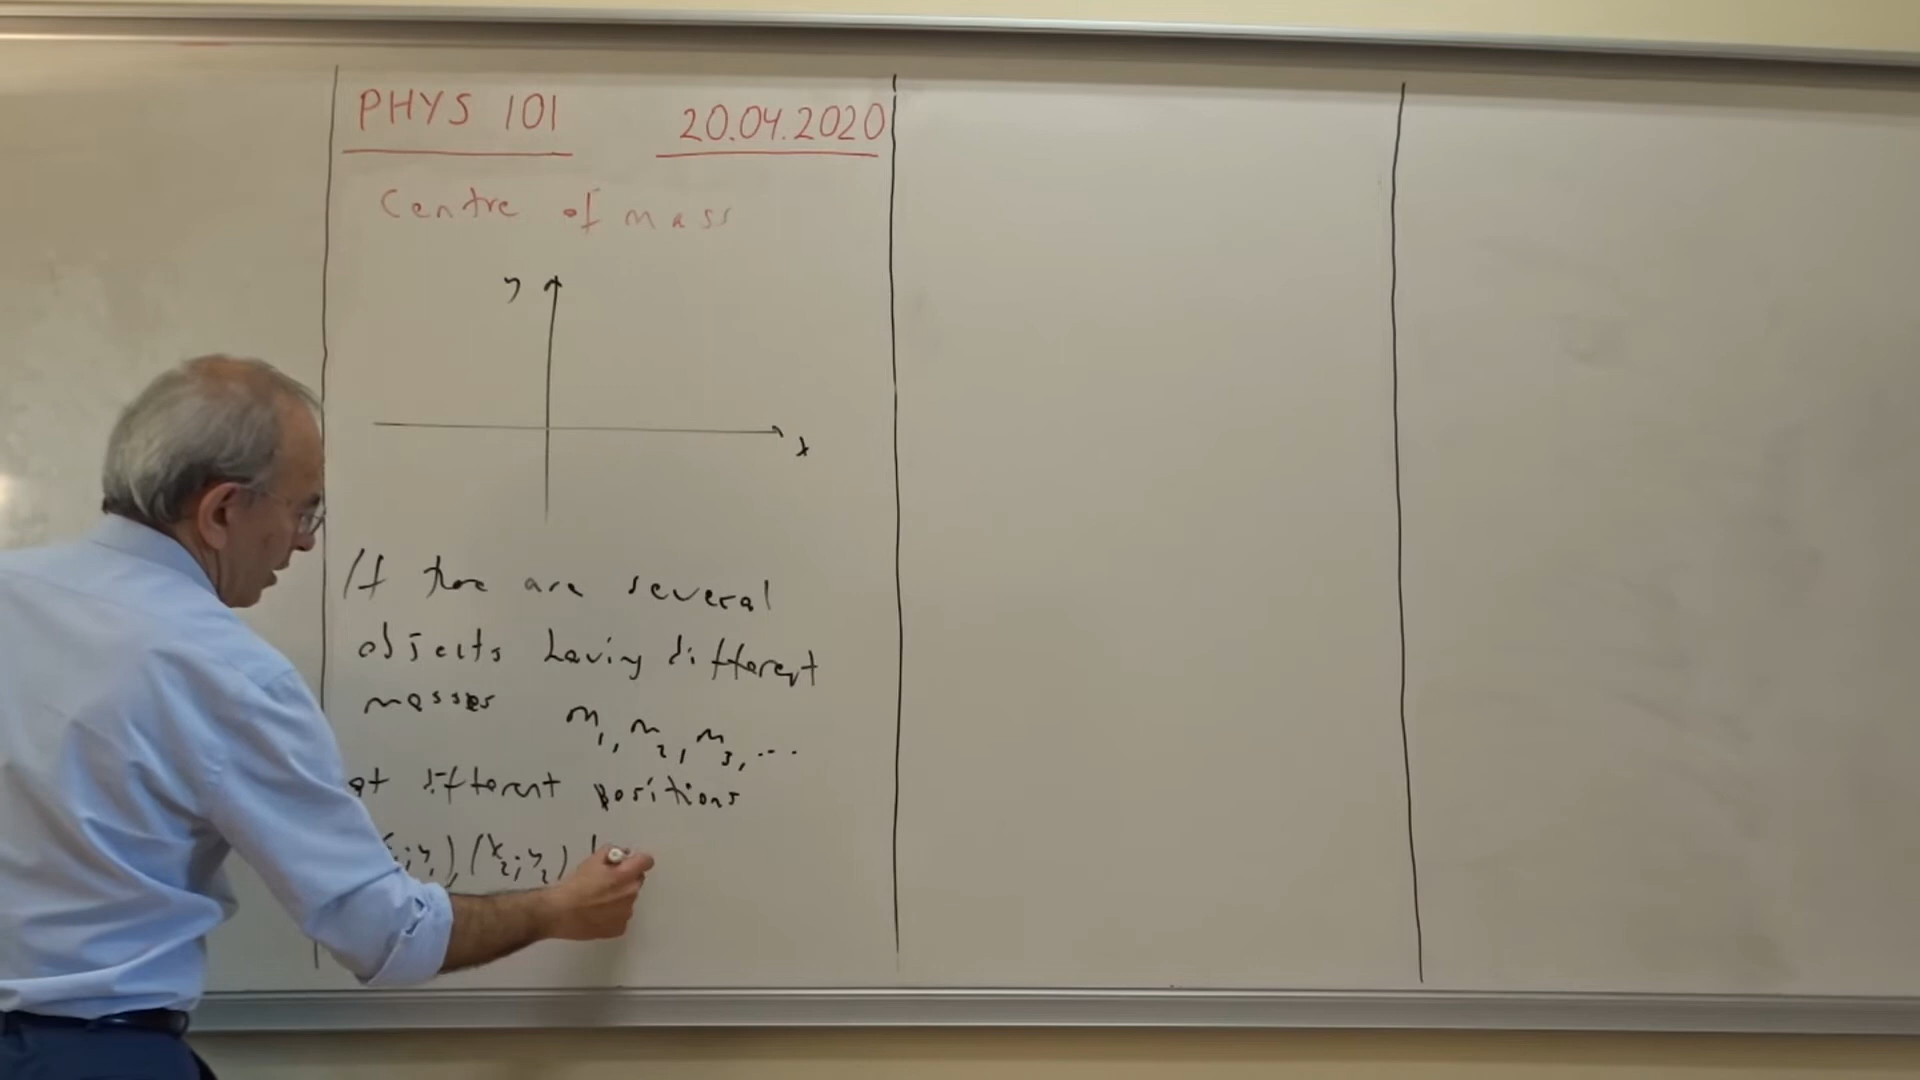 PHYS 101 20.04.2020
Centre of mass
y
x
If there are several
objects having different
masses m₁, m₂, m₃, ...
at different positions
;y₁), (x₂;y₂)